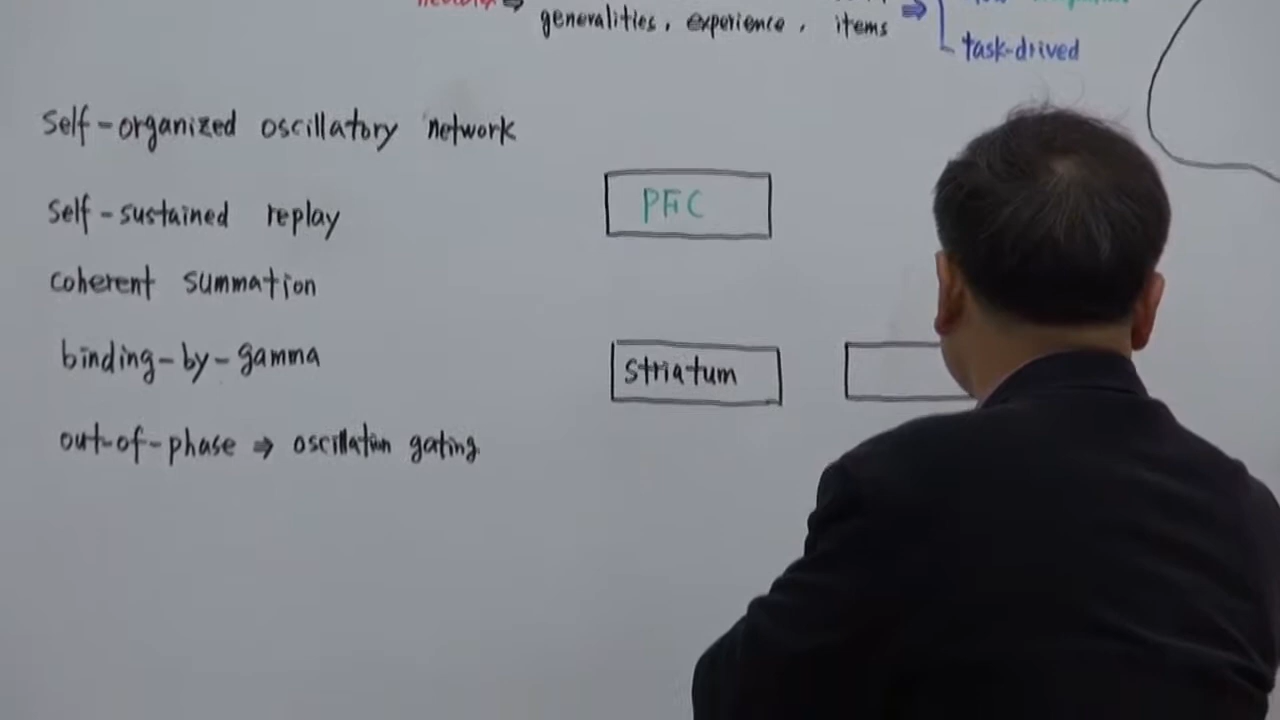 generalities, experience, items ⇒
task-drived
self-organized oscillatory network
self-sustained replay
coherent summation
binding-by-gamma
out-of-phase ⇒ oscillation gating
PFC
striatum